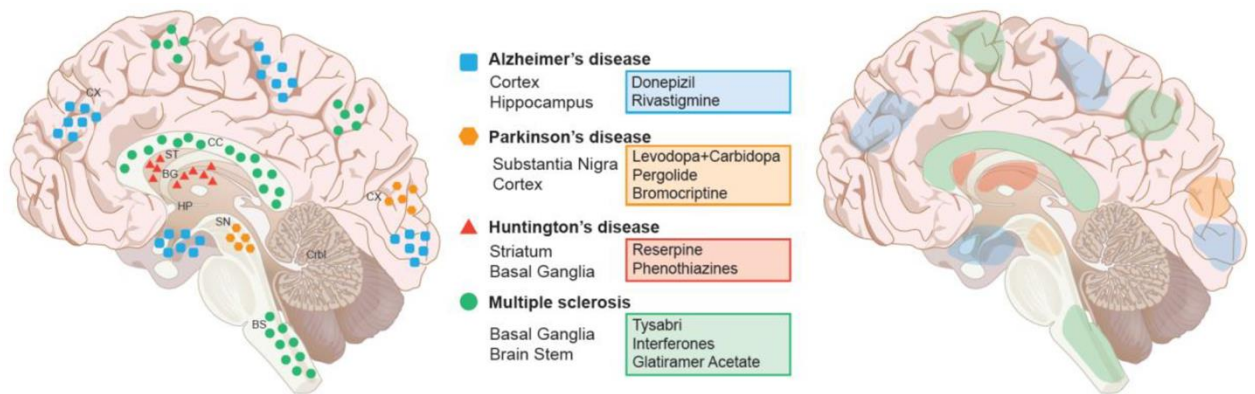 CX
CC
ST
BG
CX
HP
SN
Crbl
BS
Alzheimer's disease
Cortex
Hippocampus
Donepizil
Rivastigmine
Parkinson's disease
Substantia Nigra
Cortex
Levodopa+Carbidopa
Pergolide
Bromocriptine
Huntington's disease
Striatum
Basal Ganglia
Reserpine
Phenothiazines
Multiple sclerosis
Basal Ganglia
Brain Stem
Tysabri
Interferones
Glatiramer Acetate